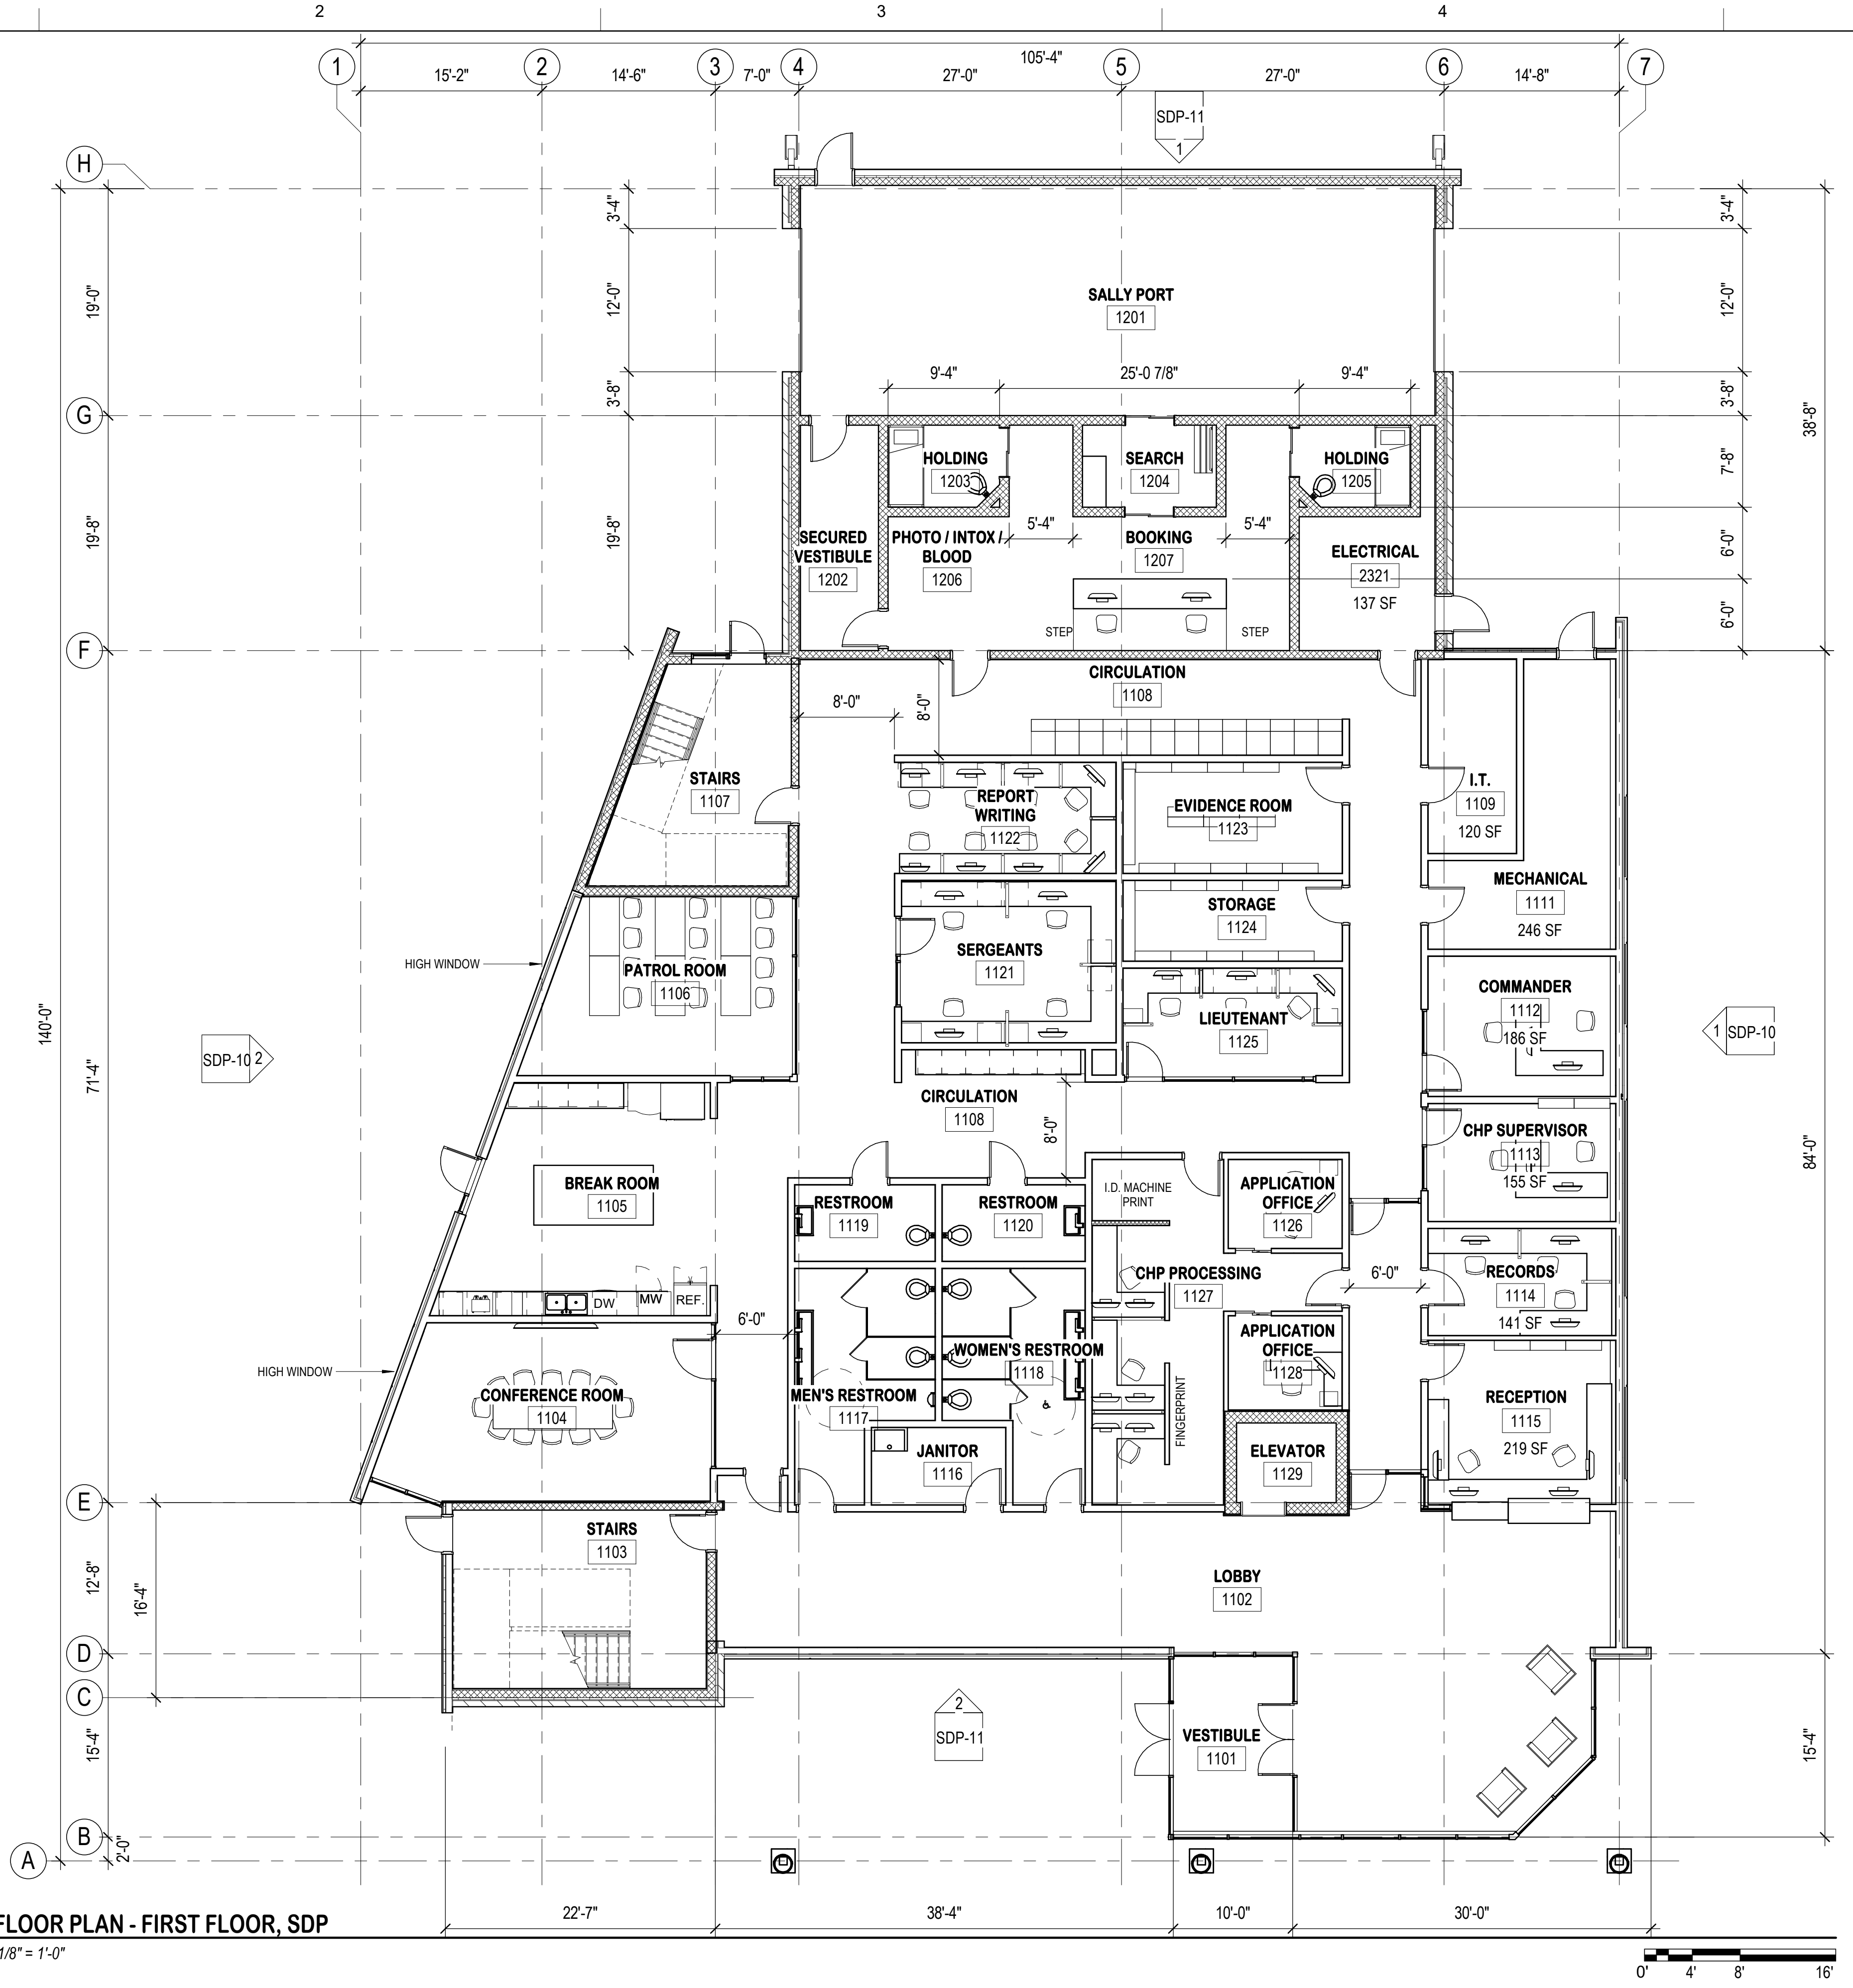 2
3
4
105'-4"
1
2
3
4
5
6
7
15'-2"
14'-6"
7'-0"
27'-0"
27'-0"
14'-8"
SDP-11
1
H
3'-4"
3'-4"
19'-0"
12'-0"
12'-0"
SALLY PORT
1201
9'-4"
25'-0 7/8"
9'-4"
3'-8"
3'-8"
G
38'-8"
HOLDING
1203
SEARCH
1204
HOLDING
1205
7'-8"
19'-8"
19'-8"
5'-4"
5'-4"
SECURED
VESTIBULE
1202
PHOTO / INTOX /
BLOOD
1206
BOOKING
1207
ELECTRICAL
2321
137 SF
6'-0"
6'-0"
STEP
STEP
F
CIRCULATION
1108
8'-0"
8'-0"
STAIRS
1107
REPORT
WRITING
1122
EVIDENCE ROOM
1123
I.T.
1109
120 SF
MECHANICAL
1111
246 SF
STORAGE
1124
HIGH WINDOW
PATROL ROOM
1106
SERGEANTS
1121
COMMANDER
1112
186 SF
LIEUTENANT
1125
140'-0"
71'-4"
SDP-10
2
1
SDP-10
CIRCULATION
1108
8'-0"
CHP SUPERVISOR
1113
155 SF
84'-0"
BREAK ROOM
1105
RESTROOM
1119
RESTROOM
1120
I.D. MACHINE
PRINT
APPLICATION
OFFICE
1126
CHP PROCESSING
1127
6'-0"
RECORDS
1114
141 SF
DW
MW
REF.
6'-0"
APPLICATION
OFFICE
1128
HIGH WINDOW
CONFERENCE ROOM
1104
MEN'S RESTROOM
1117
WOMEN'S RESTROOM
1118
FINGERPRINT
RECEPTION
1115
219 SF
JANITOR
1116
ELEVATOR
1129
E
STAIRS
1103
12'-8"
16'-4"
LOBBY
1102
D
C
2
SDP-11
VESTIBULE
1101
15'-4"
15'-4"
B
2'-0"
A
22'-7"
38'-4"
10'-0"
30'-0"
FLOOR PLAN - FIRST FLOOR, SDP
1/8" = 1'-0"
0'
4'
8'
16'